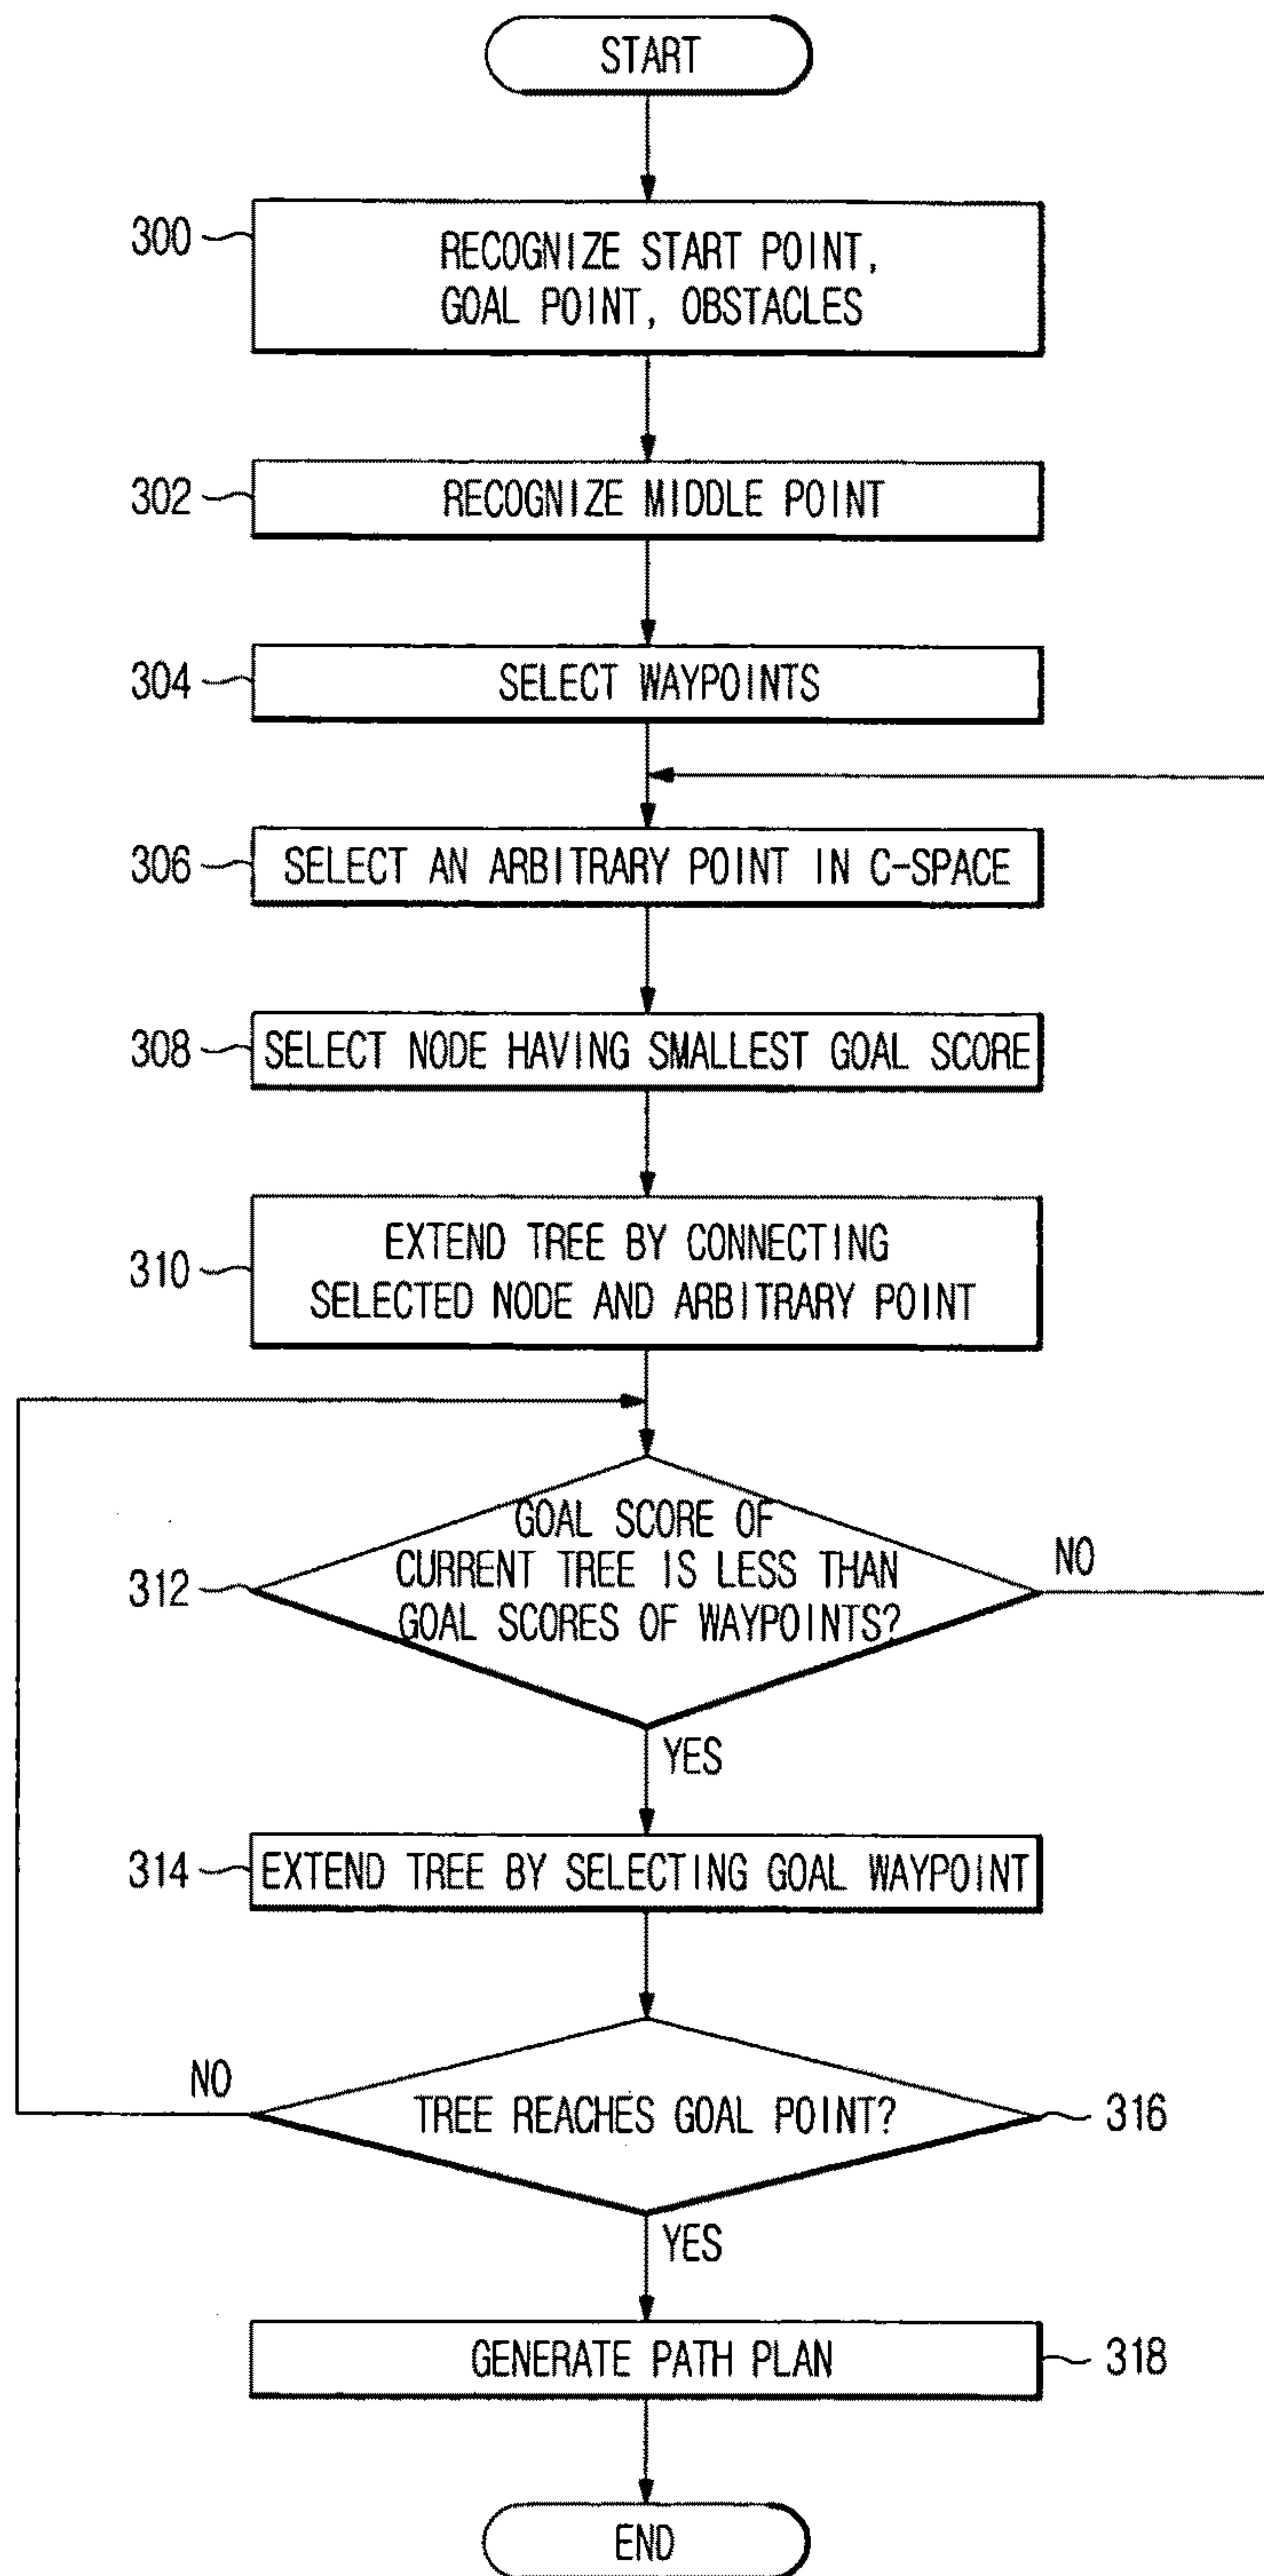 START
300
RECOGNIZE START POINT,
GOAL POINT, OBSTACLES
302
RECOGNIZE MIDDLE POINT
304
SELECT WAYPOINTS
306
SELECT AN ARBITRARY POINT IN C-SPACE
308
SELECT NODE HAVING SMALLEST GOAL SCORE
310
EXTEND TREE BY CONNECTING
SELECTED NODE AND ARBITRARY POINT
312
GOAL SCORE OF
CURRENT TREE IS LESS THAN
GOAL SCORES OF WAYPOINTS?
NO
YES
314
EXTEND TREE BY SELECTING GOAL WAYPOINT
NO
TREE REACHES GOAL POINT?
316
YES
GENERATE PATH PLAN
318
END